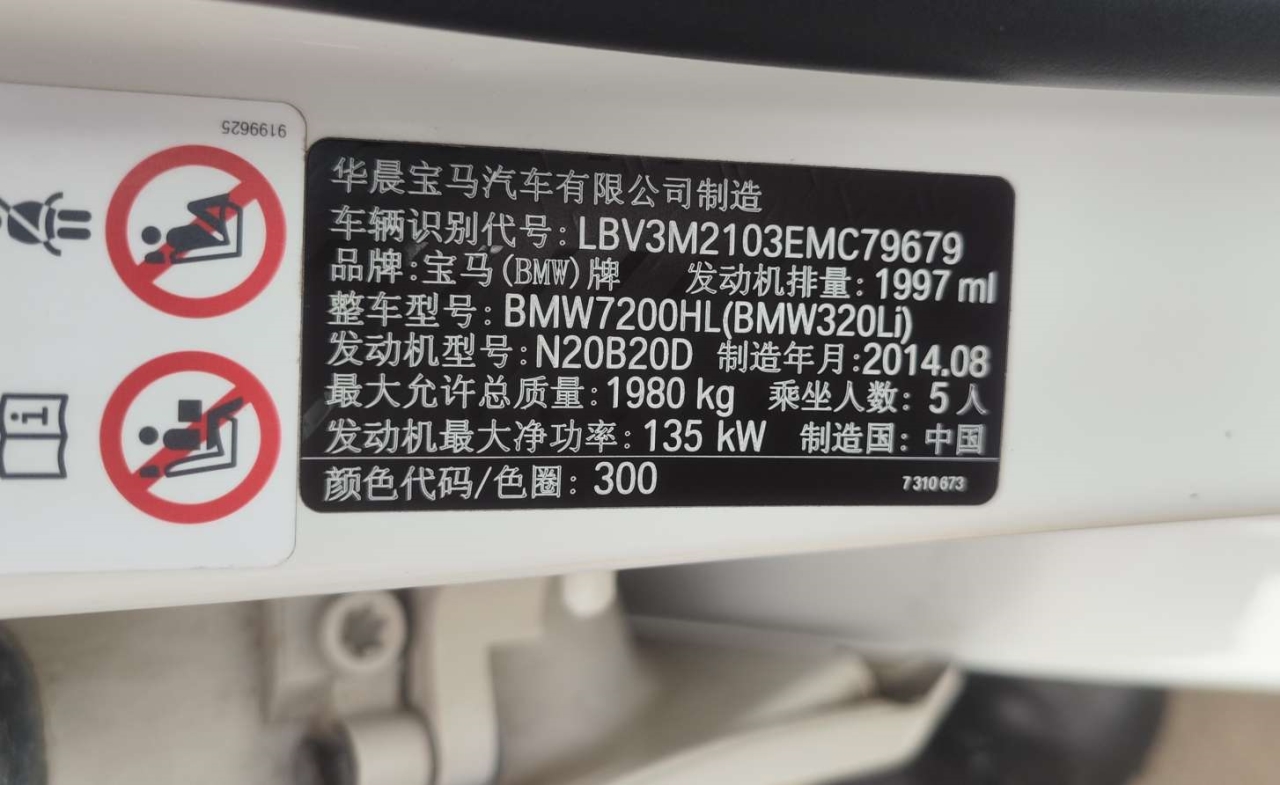 9199625
华晨宝马汽车有限公司制造
车辆识别代号: LBV3M2103EMC79679
品牌:宝马(BMW)牌 发动机排量: 1997 ml
整车型号: BMW7200HL(BMW320Li)
发动机型号: N20B20D 制造年月:2014.08
最大允许总质量: 1980 kg 乘坐人数: 5人
发动机最大净功率: 135 kW 制造国: 中国
颜色代码/色圈: 300 7310673